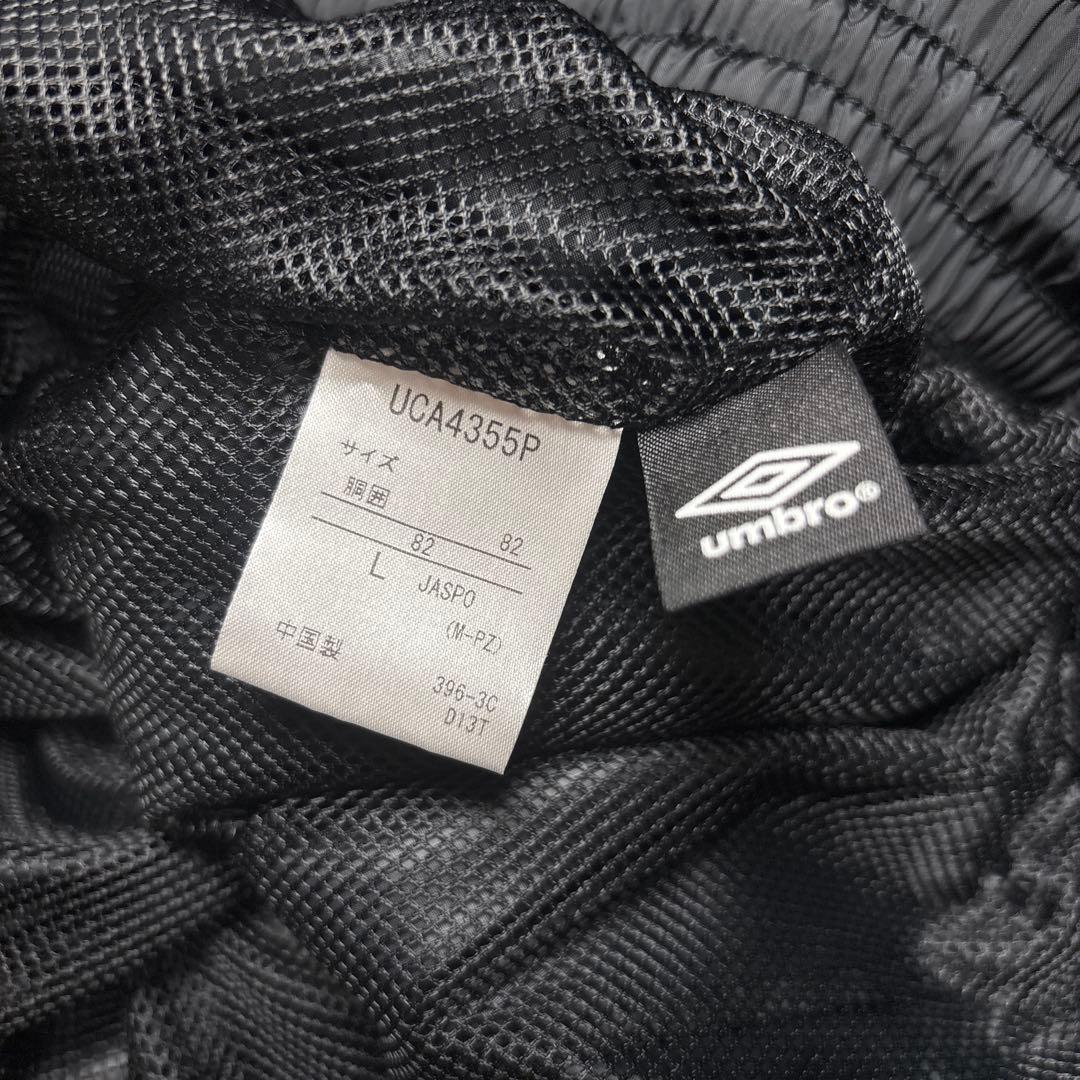 UCA4355P
サイズ
胴囲
82 82
L JASPO
(M-PZ)
中国製
396-3C
D13T
umbro®